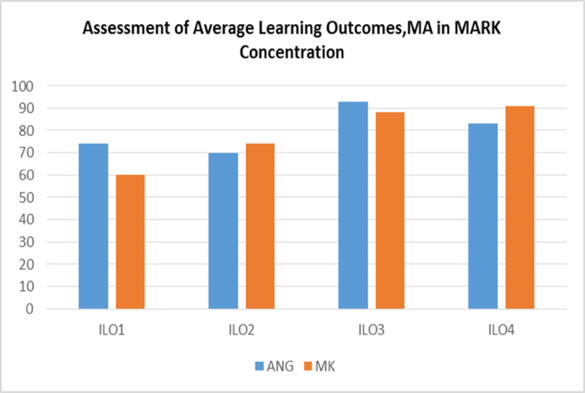 Assessment of Average Learning Outcomes,MA in MARK
Concentration
100
90
80
70
60
50
40
30
20
10
0
ILO1 ILO2 ILO3 ILO4
ANG MK